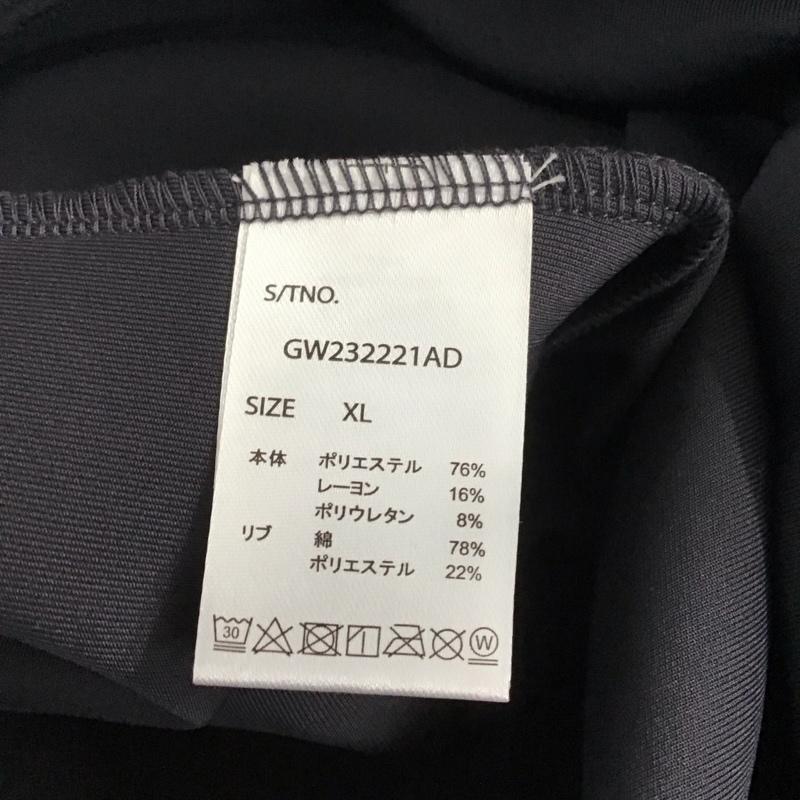 S/TNO.
GW232221AD
SIZE XL
本体 ポリエステル 76%
レーヨン 16%
ポリウレタン 8%
リブ 綿 78%
ポリエステル 22%
30 W